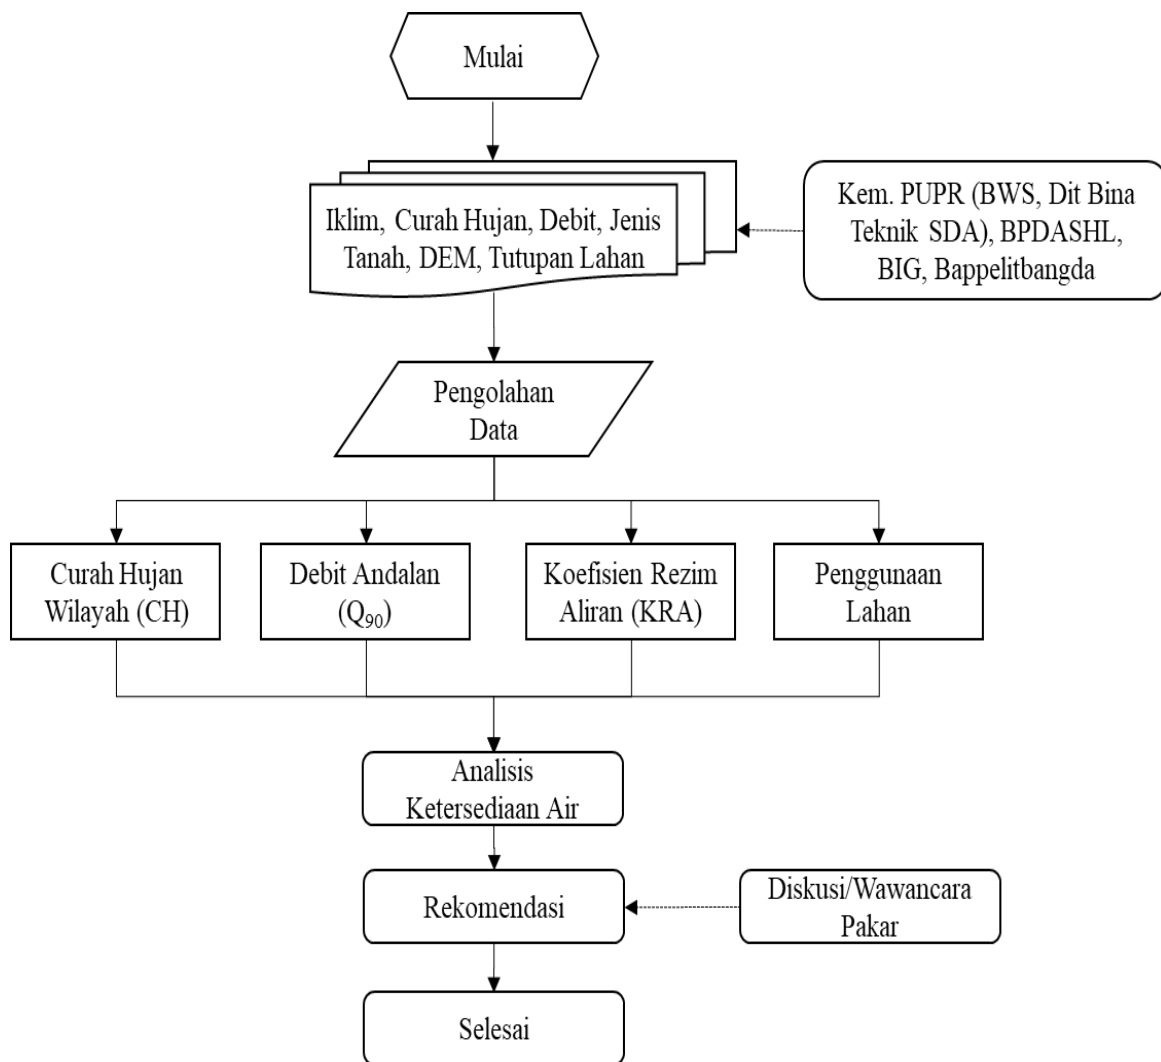 Mulai
Iklim, Curah Hujan, Debit, Jenis
Tanah, DEM, Tutupan Lahan
Kem. PUPR (BWS, Dit Bina
Teknik SDA), BPDASHL,
BIG, Bappelitbangda
Pengolahan
Data
Curah Hujan
Wilayah (CH)
Debit Andalan
(Q₉₀)
Koefisien Rezim
Aliran (KRA)
Penggunaan
Lahan
Analisis
Ketersediaan Air
Rekomendasi
Diskusi/Wawancara
Pakar
Selesai